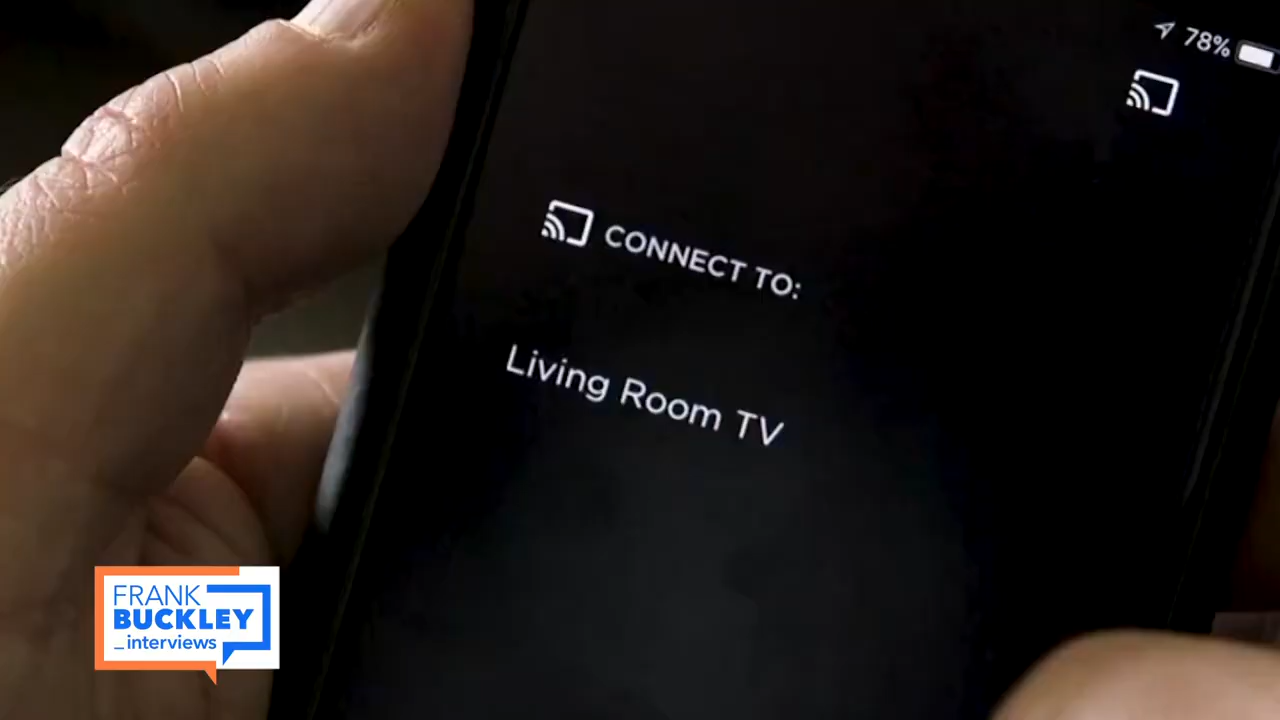 78%
CONNECT TO:
Living Room TV
FRANK
BUCKLEY
_interviews